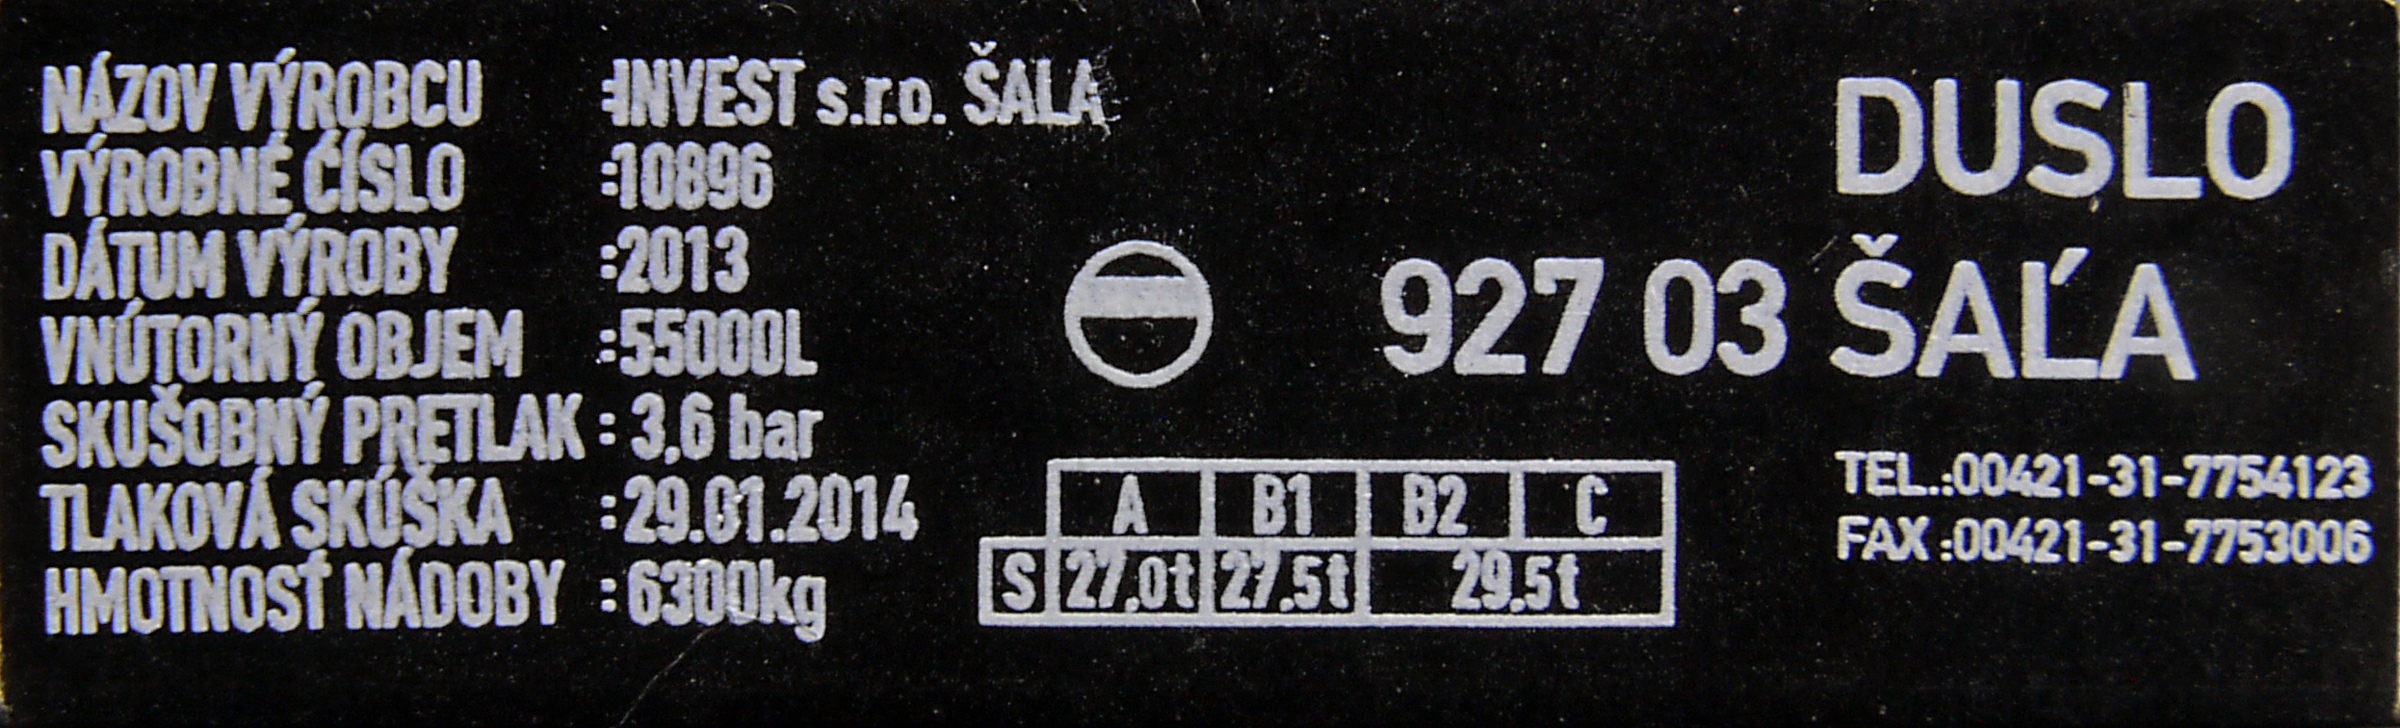 NÁZOV VÝROBCU :INVEST s.r.o. ŠALA
VÝROBNÉ ČÍSLO :10896
DÁTUM VÝROBY :2013
VNÚTORNÝ OBJEM :55000L
SKUŠOBNÝ PRETLAK : 3,6 bar
TLAKOVÁ SKÚŠKA :29.01.2014
HMOTNOSŤ NÁDOBY : 6300kg
A B1 B2 C
S 27,0t 27,5t 29,5t
DUSLO
927 03 ŠAĽA
TEL.:00421-31-7754123
FAX :00421-31-7753006